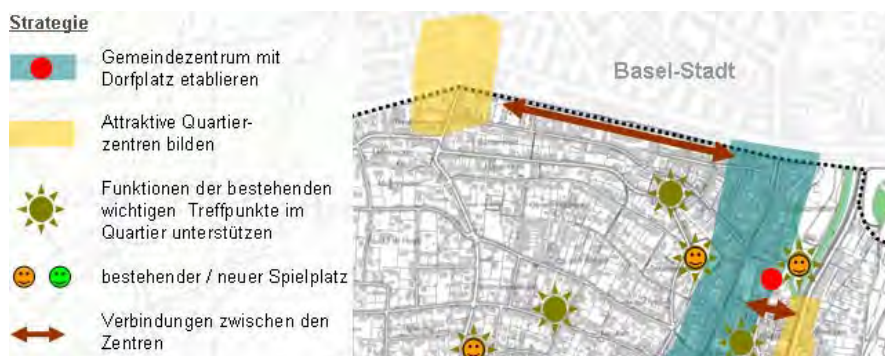 Strategie
Gemeindezentrum mit
Dorfplatz etablieren
Attraktive Quartier-
zentren bilden
Funktionen der bestehenden
wichtigen Treffpunkte im
Quartier unterstützen
bestehender / neuer Spielplatz
Verbindungen zwischen den
Zentren
Basel-Stadt